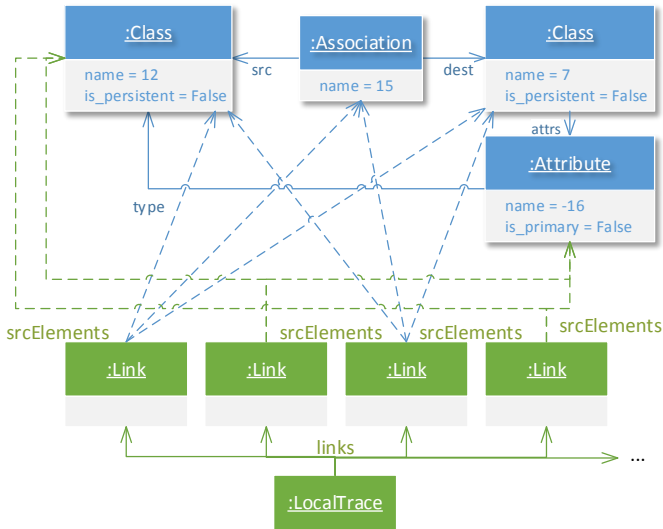 :Class
:Association
:Class
name = 12
is_persistent = False
src
name = 15
dest
name = 7
is_persistent = False
attrs
:Attribute
type
name = -16
is_primary = False
srcElements
srcElements
srcElements
srcElements
:Link
:Link
:Link
:Link
links
...
:LocalTrace